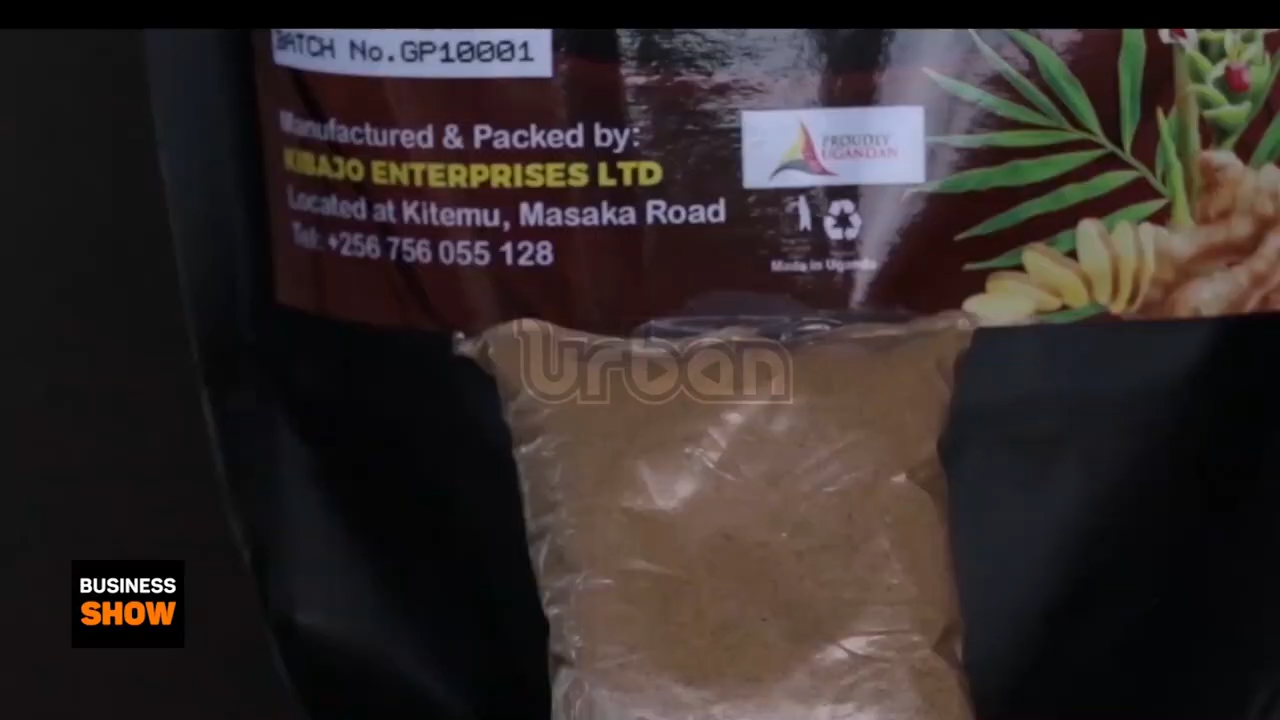 BATCH No.GP10001
Manufactured & Packed by:
KIBAJO ENTERPRISES LTD
Located at Kitemu, Masaka Road
Tel: +256 756 055 128
PROUDLY
UGANDAN
Made in Uganda
Urban
BUSINESS
SHOW